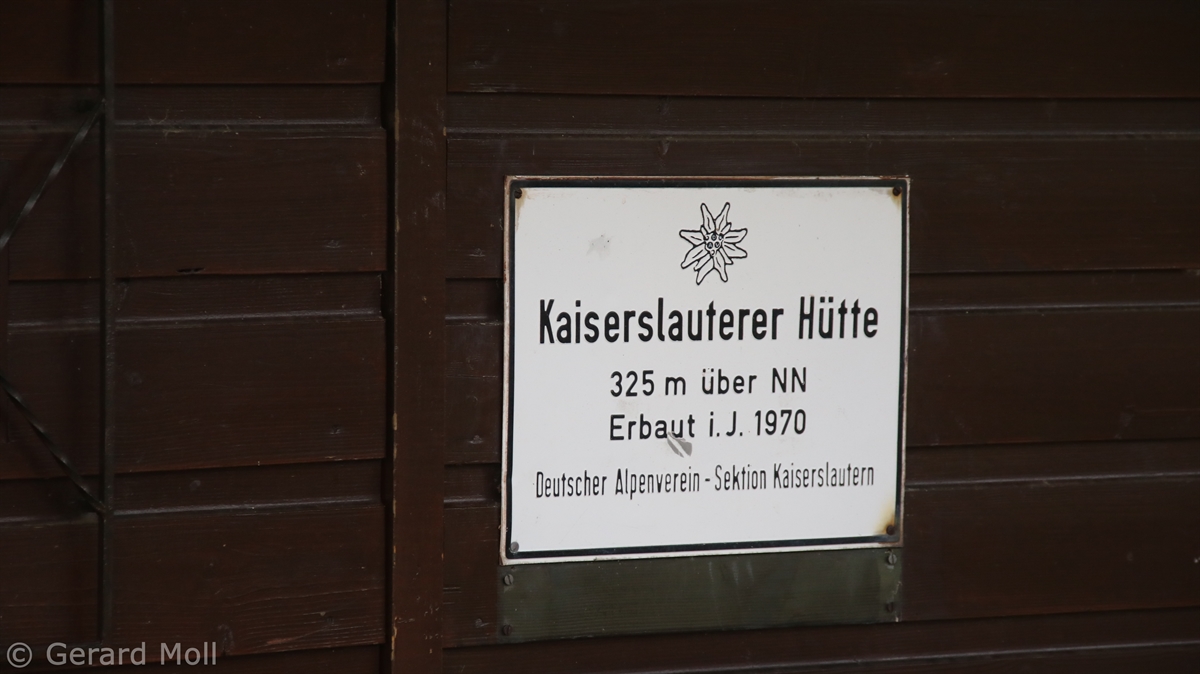 Kaiserslauterer Hütte
325 m über NN
Erbaut i.J. 1970
Deutscher Alpenverein - Sektion Kaiserslautern
© Gerard Moll